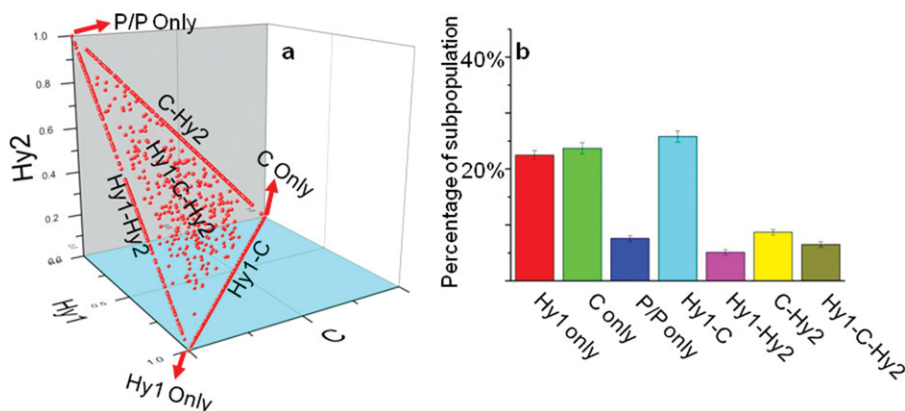 P/P Only
a
1.0
0.8
0.6
0.4
0.2
0.5
1.0
Hy2
Hy1
C
C-Hy2
C Only
Hy1-C-Hy2
Hy1-Hy2
Hy1-C
Hy1 Only
b
Percentage of subpopulation
40%
20%
Hy1 only
C only
P/P only
Hy1-C
Hy1-Hy2
C-Hy2
Hy1-C-Hy2